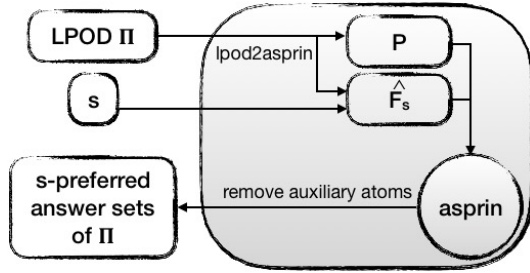 LPOD Π
P
lpod2asprin
s
F̂ₛ
s-preferred
answer sets
of Π
remove auxiliary atoms
asprin